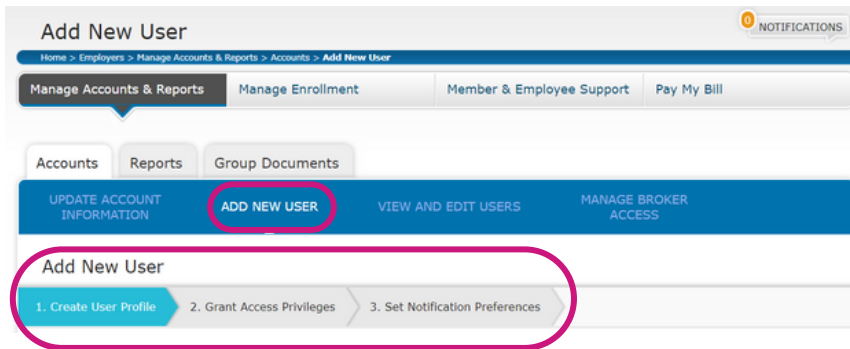 Add New User
0 NOTIFICATIONS
Home > Employers > Manage Accounts & Reports > Accounts > Add New User
Manage Accounts & Reports Manage Enrollment Member & Employee Support Pay My Bill
Accounts Reports Group Documents
UPDATE ACCOUNT INFORMATION ADD NEW USER VIEW AND EDIT USERS MANAGE BROKER ACCESS
Add New User
1. Create User Profile 2. Grant Access Privileges 3. Set Notification Preferences